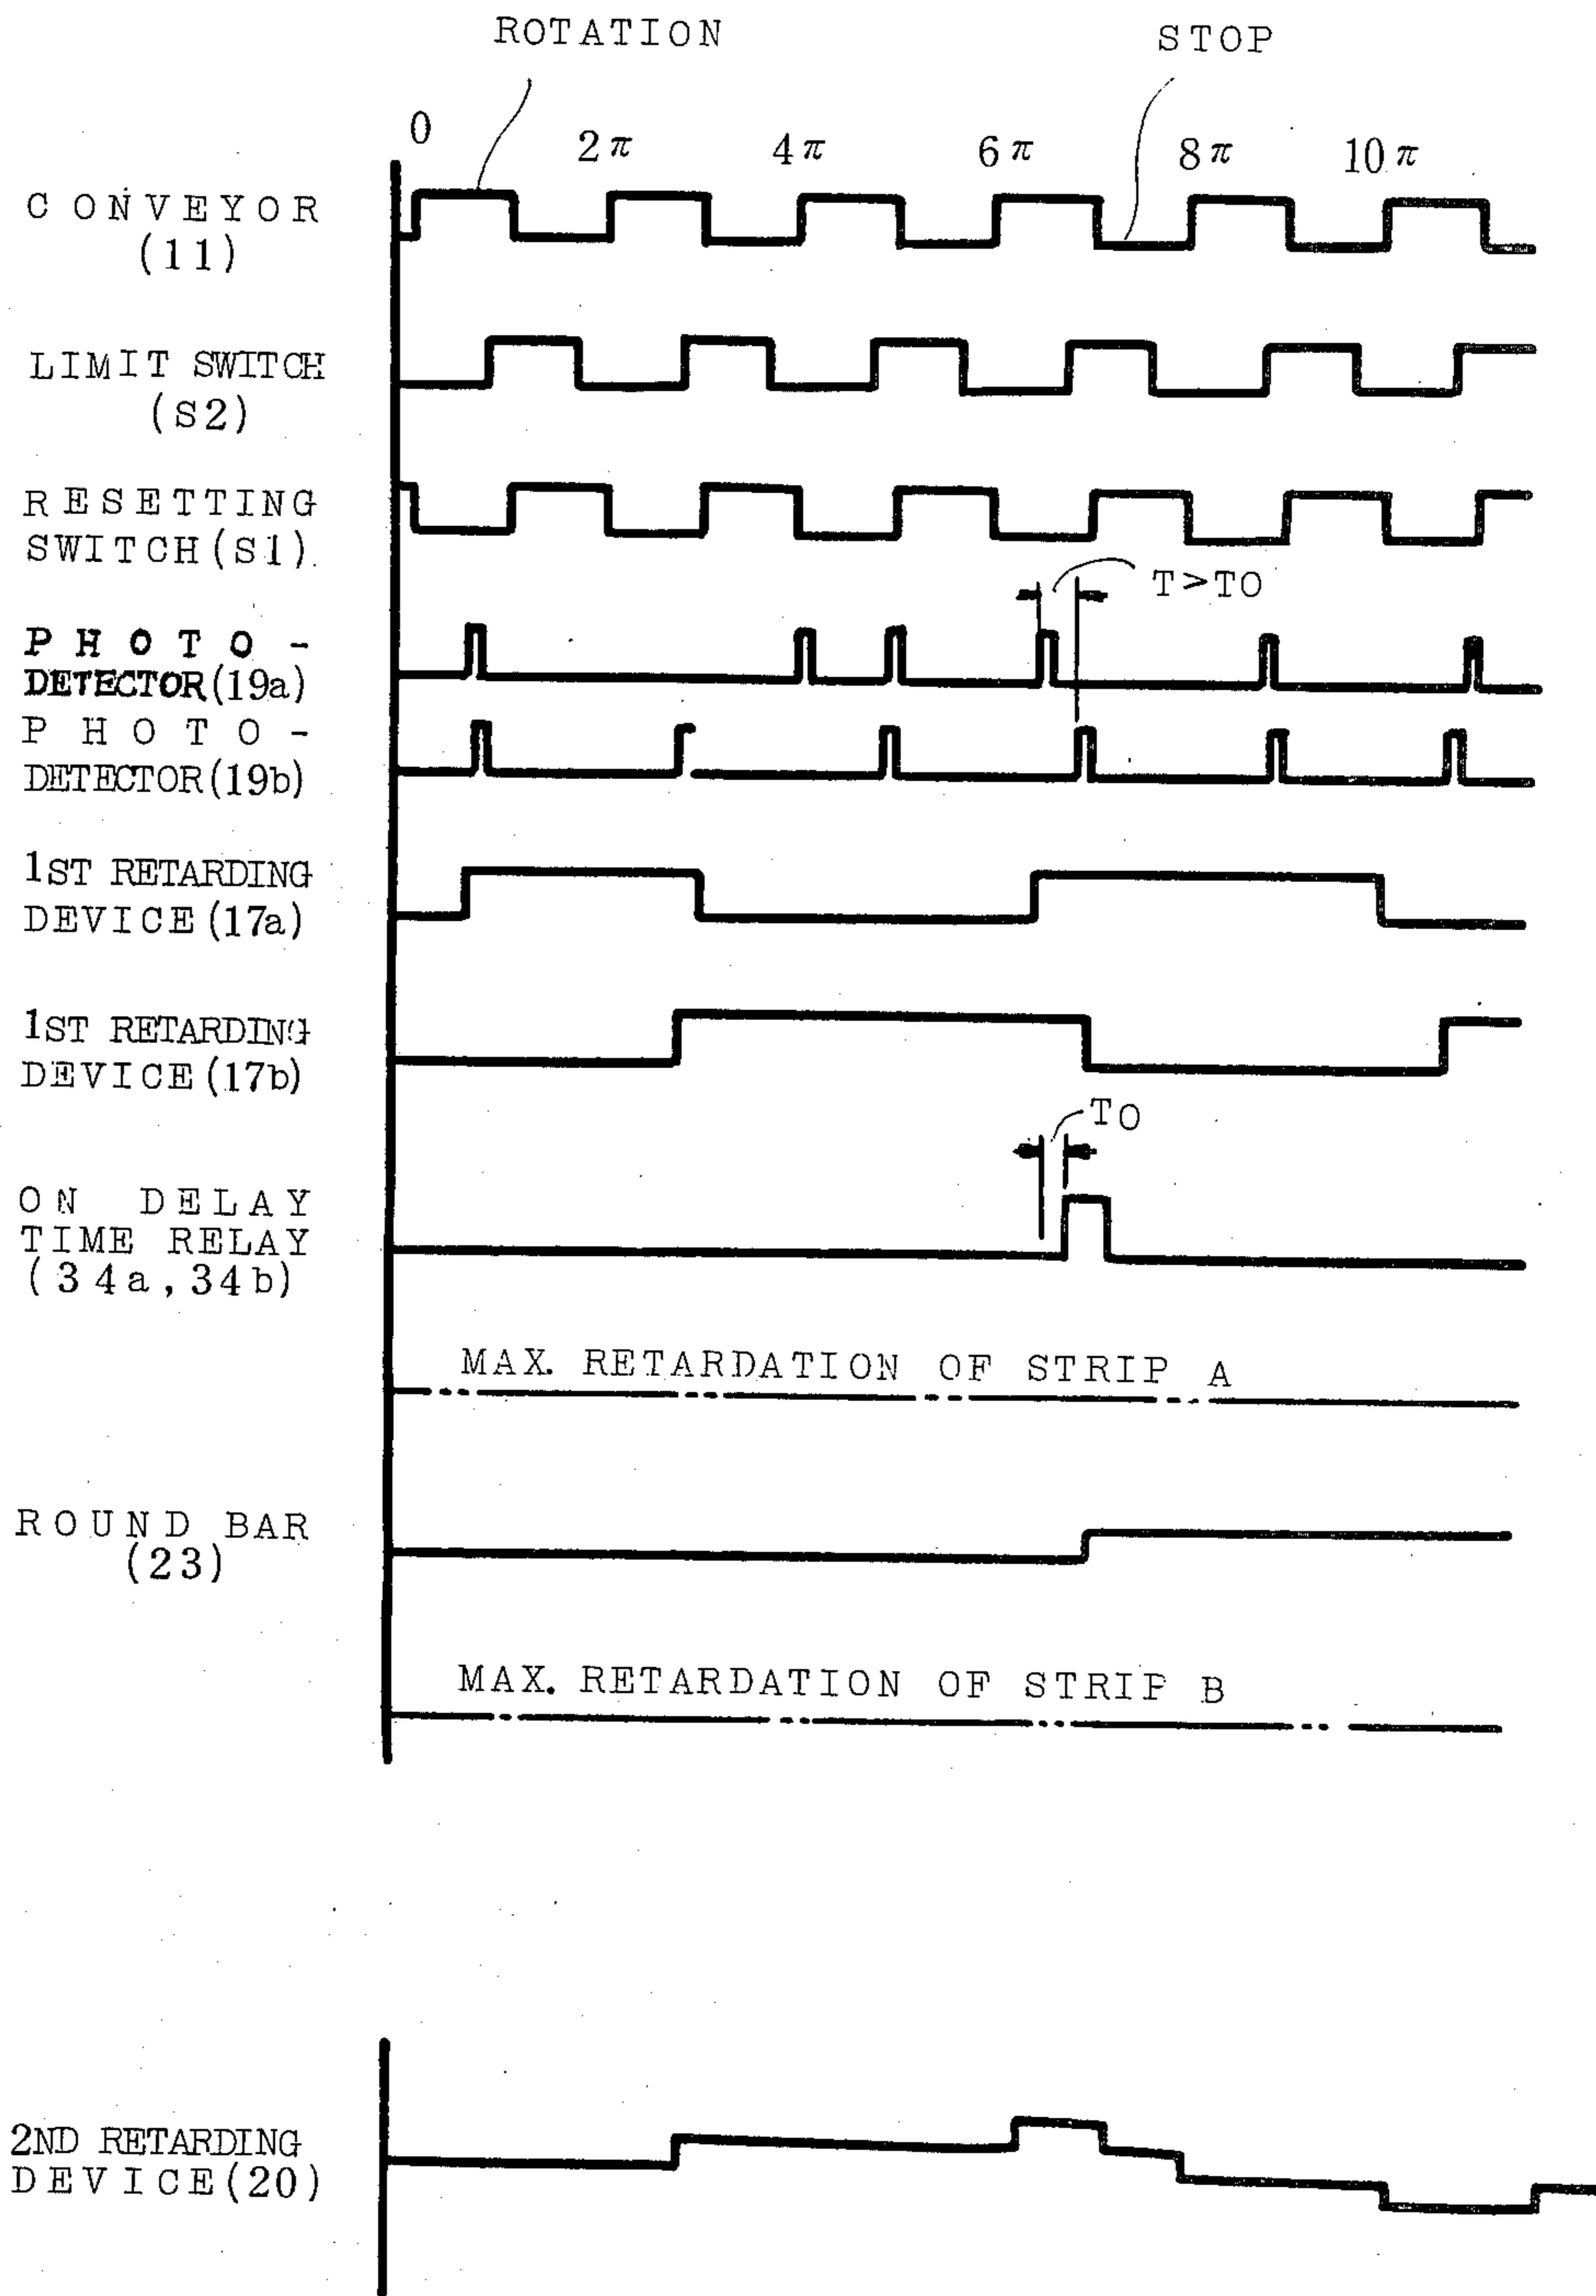 ROTATION
STOP
0
2π
4π
6π
8π
10π
CONVEYOR
(11)
LIMIT SWITCH
(S2)
RESETTING
SWITCH(S1)
T>TO
PHOTO-
DETECTOR(19a)
PHOTO-
DETECTOR(19b)
1ST RETARDING
DEVICE(17a)
1ST RETARDING
DEVICE(17b)
TO
ON DELAY
TIME RELAY
(34a,34b)
MAX. RETARDATION OF STRIP A
ROUND BAR
(23)
MAX. RETARDATION OF STRIP B
2ND RETARDING
DEVICE(20)